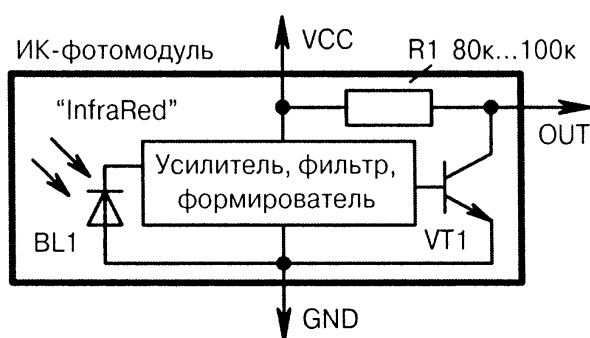 ИК-фотомодуль
VCC
R1 80к...100к
“InfraRed”
OUT
Усилитель, фильтр,
формирователь
BL1
VT1
GND